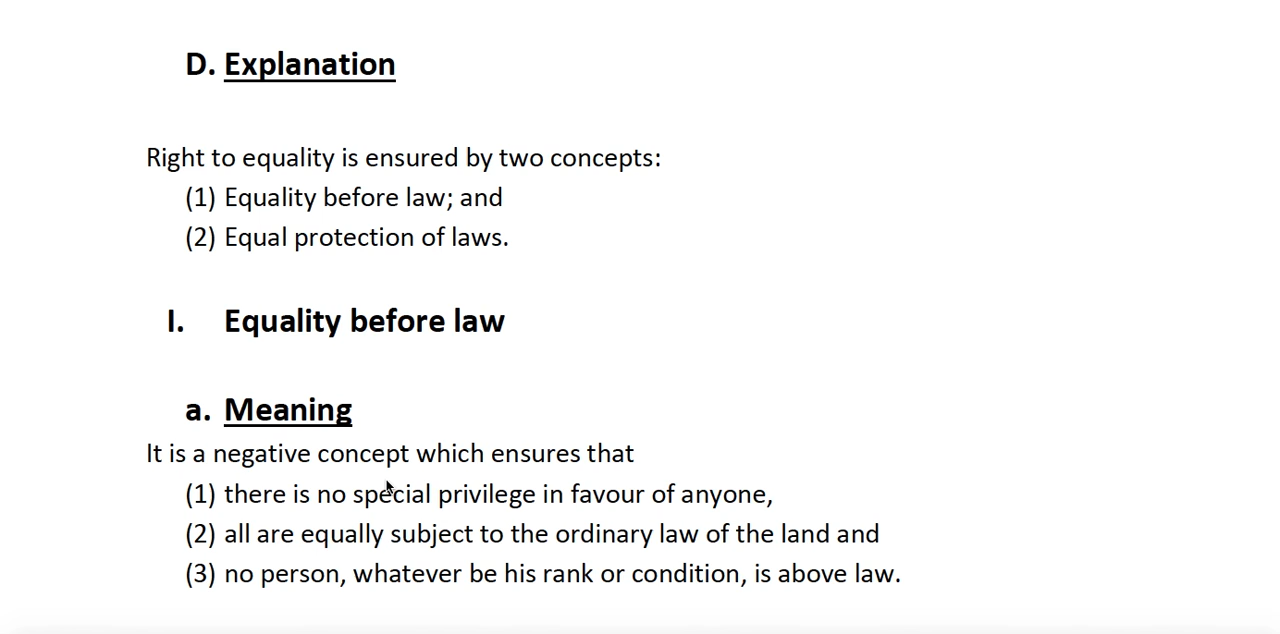 D. Explanation
Right to equality is ensured by two concepts:
(1) Equality before law; and
(2) Equal protection of laws.
I. Equality before law
a. Meaning
It is a negative concept which ensures that
(1) there is no special privilege in favour of anyone,
(2) all are equally subject to the ordinary law of the land and
(3) no person, whatever be his rank or condition, is above law.